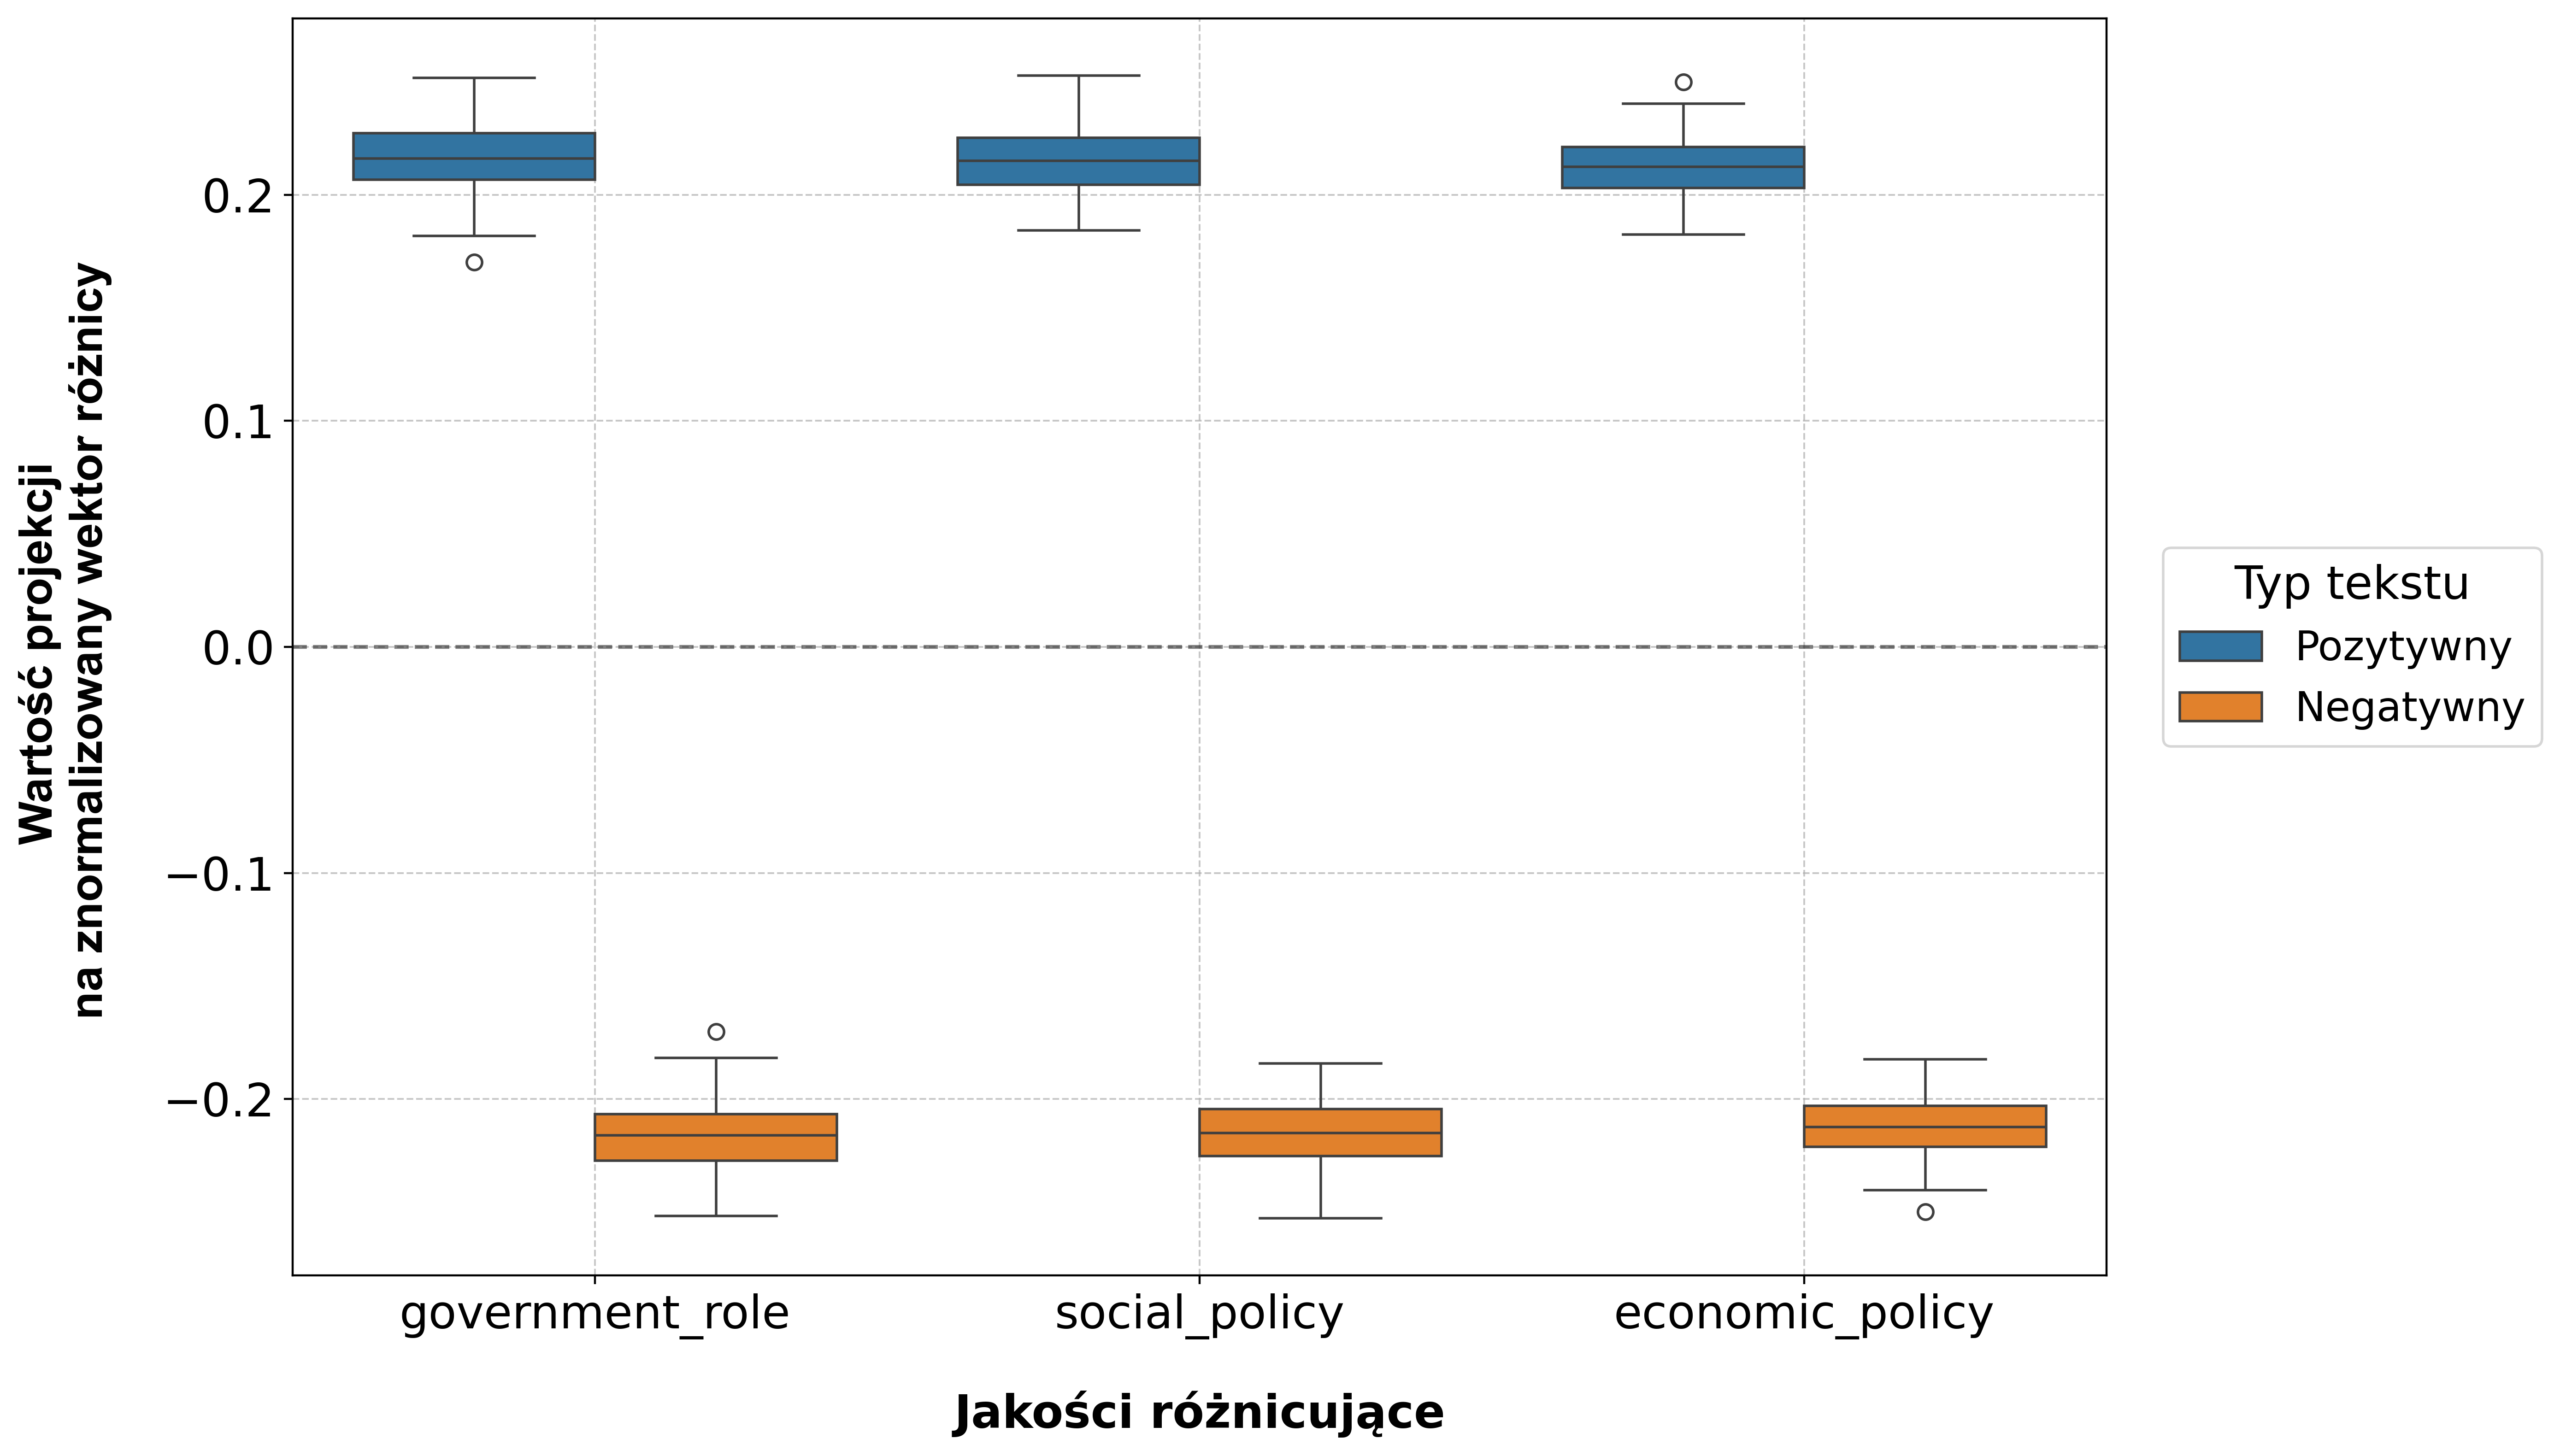 Wartość projekcji
na znormalizowany wektor różnicy
0.2
0.1
0.0
−0.1
−0.2
government_role
social_policy
economic_policy
Jakości różnicujące
Typ tekstu
Pozytywny
Negatywny